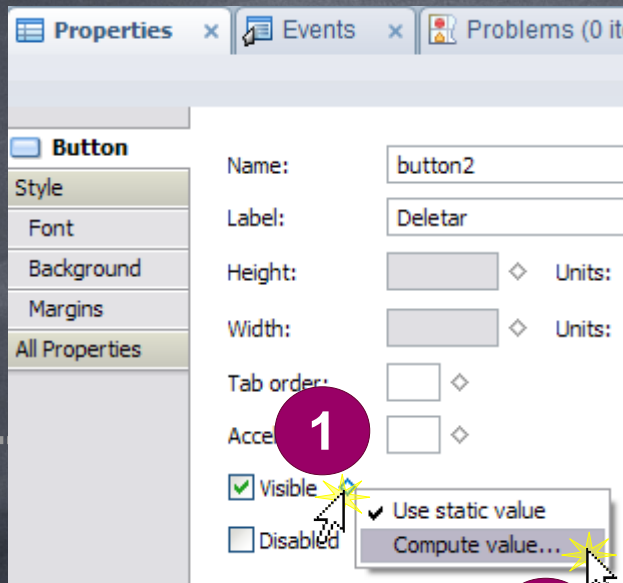 Properties Events Problems (0
Button
Style
Font
Background
Margins
All Properties
Name: button2
Label: Deletar
Height: Units:
Width: Units:
Tab order:
1
Visible
Disabled
Use static value
Compute value...